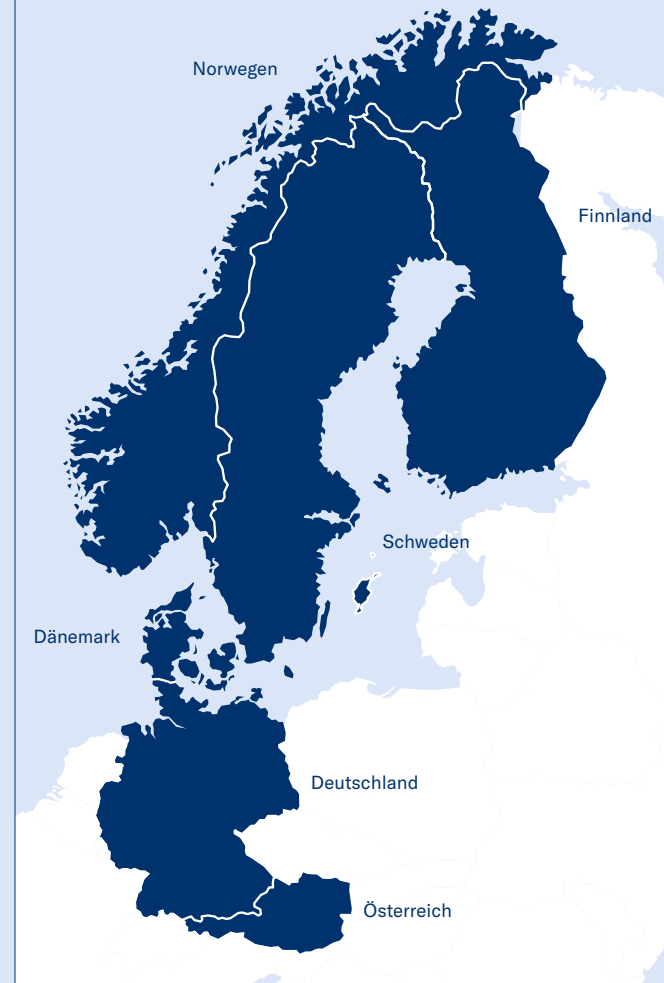 Norwegen
Finnland
Schweden
Dänemark
Deutschland
Österreich